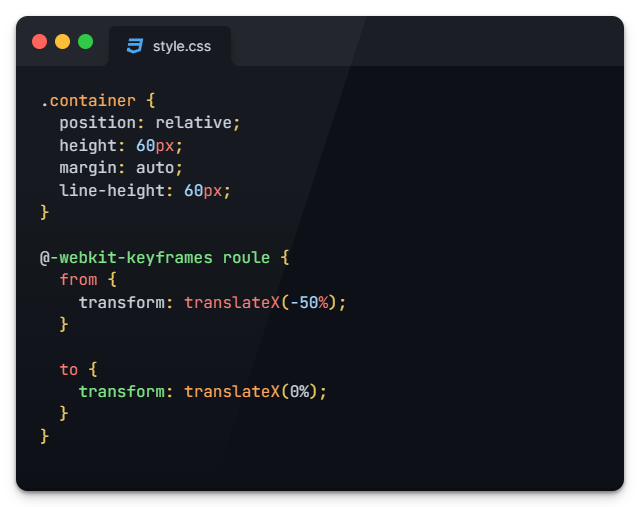 style.css
.container {
  position: relative;
  height: 60px;
  margin: auto;
  line-height: 60px;
}
@-webkit-keyframes roule {
  from {
    transform: translateX(-50%);
  }
  to {
    transform: translateX(0%);
  }
}